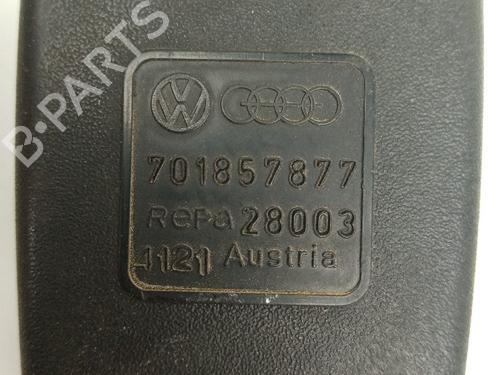 B-PARTS
VW
701857877
Repa 28003
1121 Austria